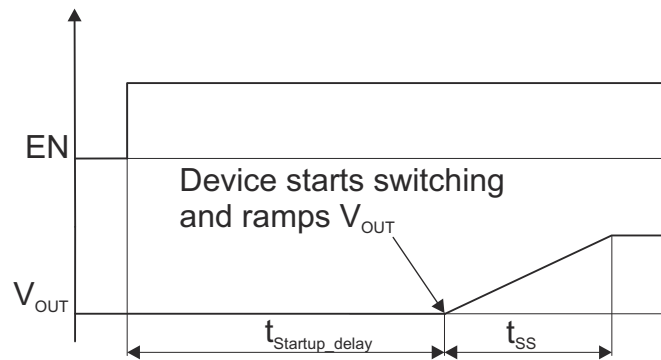 EN
Device starts switching
and ramps VOUT
VOUT
tStartup_delay
tSS